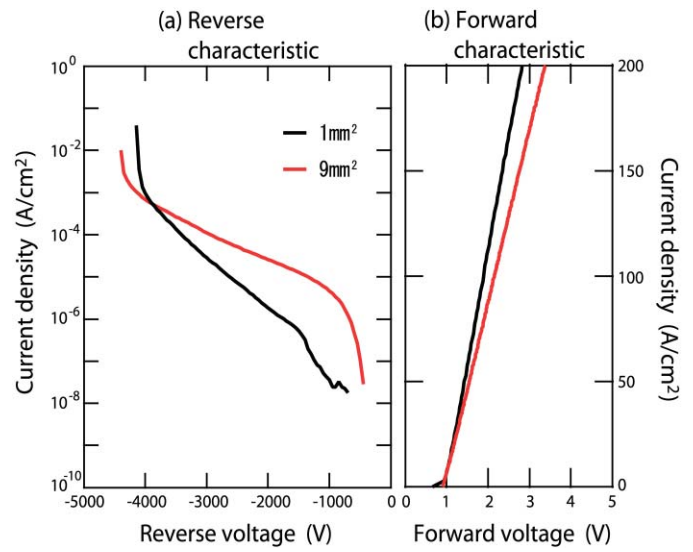 (a) Reverse
characteristic
(b) Forward
characteristic
10⁰
10⁻²
10⁻⁴
10⁻⁶
10⁻⁸
10⁻¹⁰
Current density (A/cm²)
1mm²
9mm²
-5000 -4000 -3000 -2000 -1000 0
Reverse voltage (V)
200
150
100
50
0
Current density (A/cm²)
0 1 2 3 4 5
Forward voltage (V)